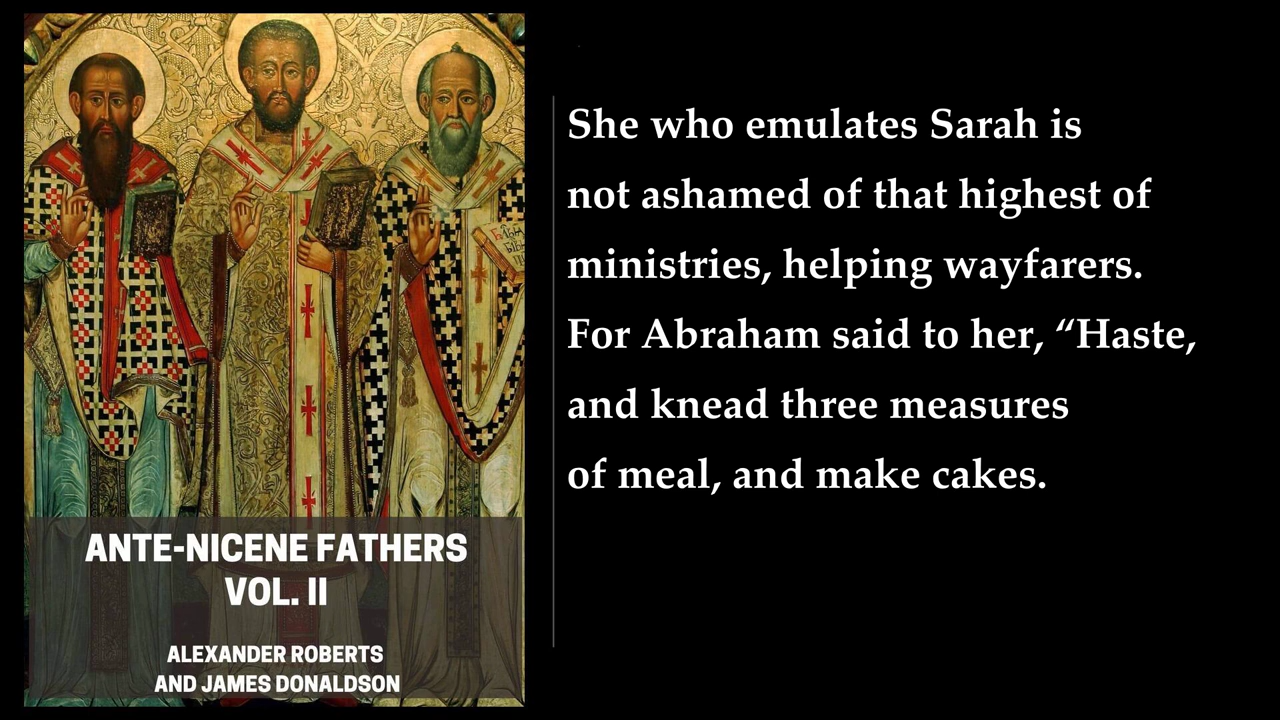 ANTE-NICENE FATHERS
VOL. II
ALEXANDER ROBERTS
AND JAMES DONALDSON
She who emulates Sarah is
not ashamed of that highest of
ministries, helping wayfarers.
For Abraham said to her, “Haste,
and knead three measures
of meal, and make cakes.